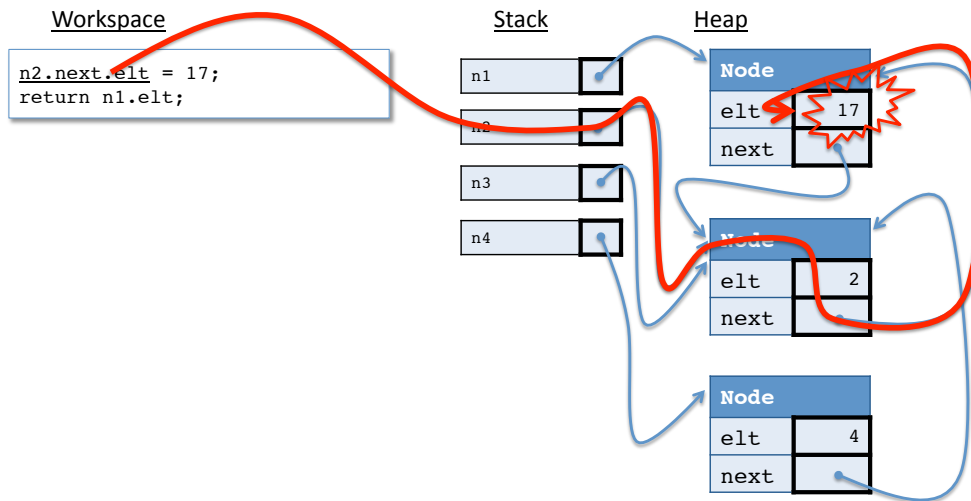 Workspace
Stack
Heap
n2.next.elt = 17;
return n1.elt;
n1
n2
n3
n4
Node
elt 17
next
Node
elt 2
next
Node
elt 4
next